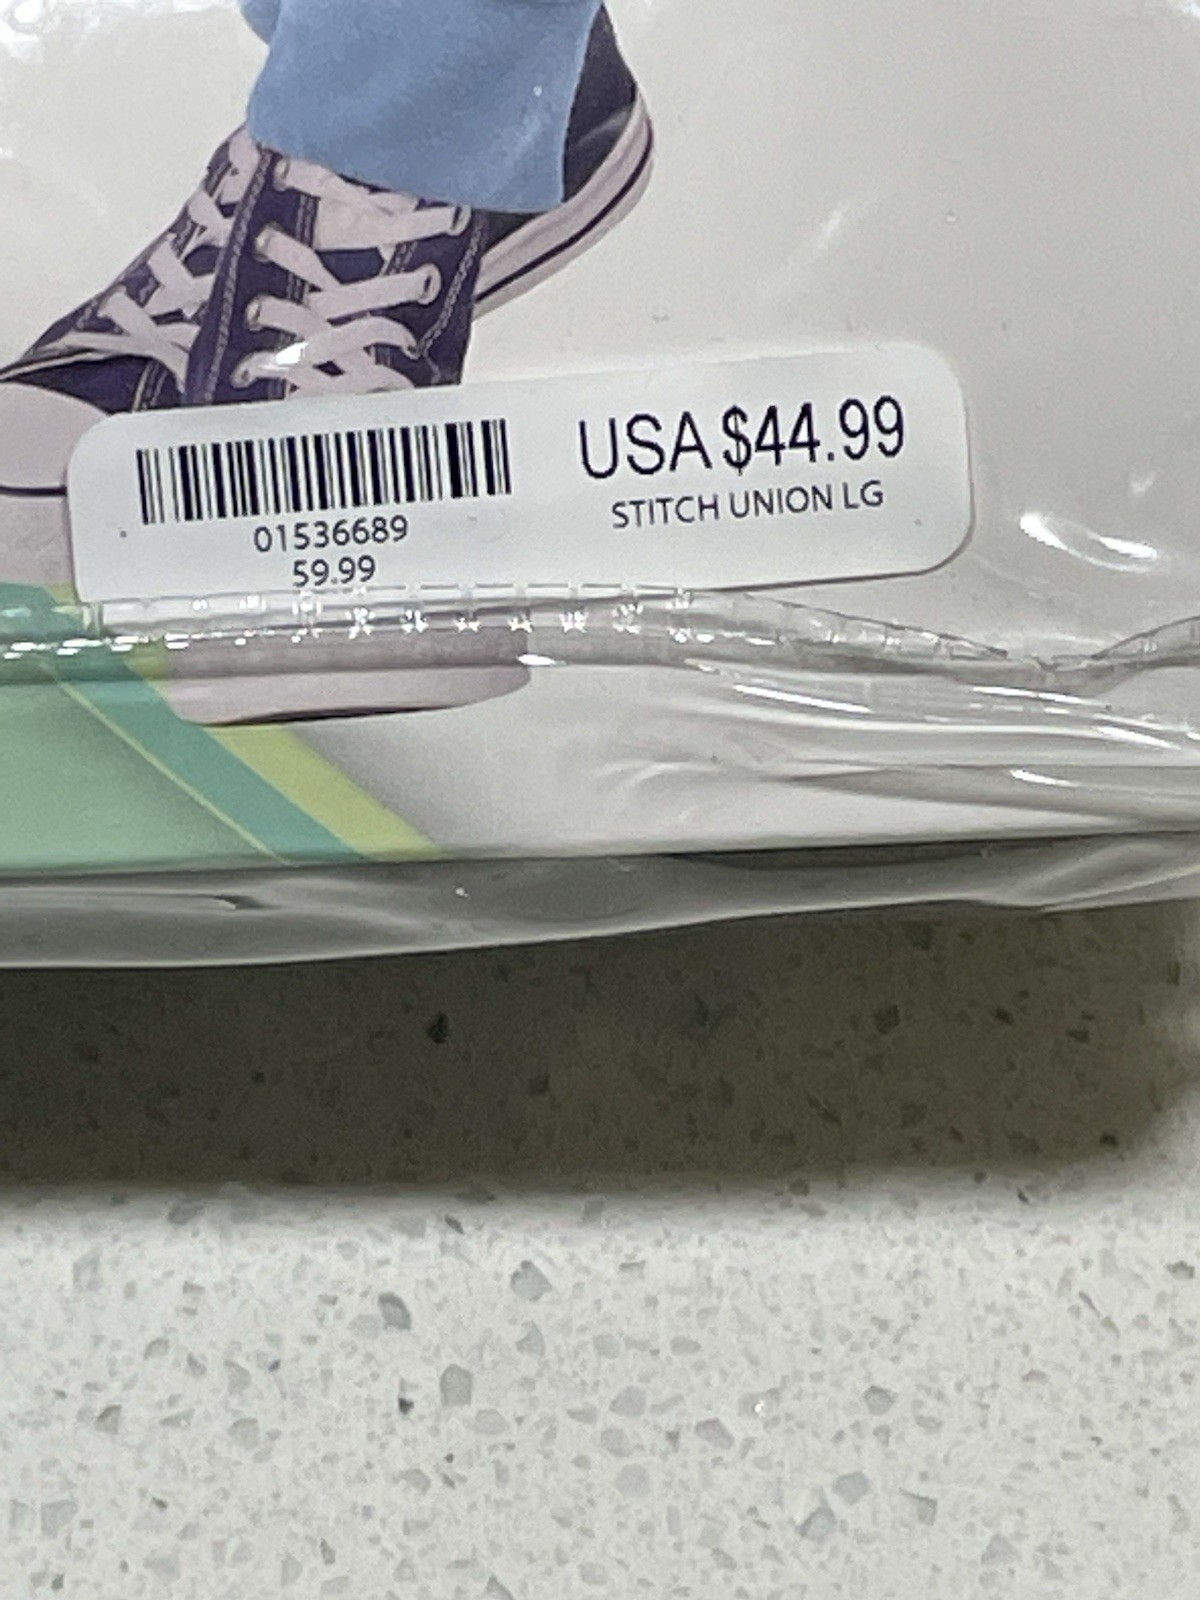 USA $44.99
STITCH UNION LG
01536689
59.99